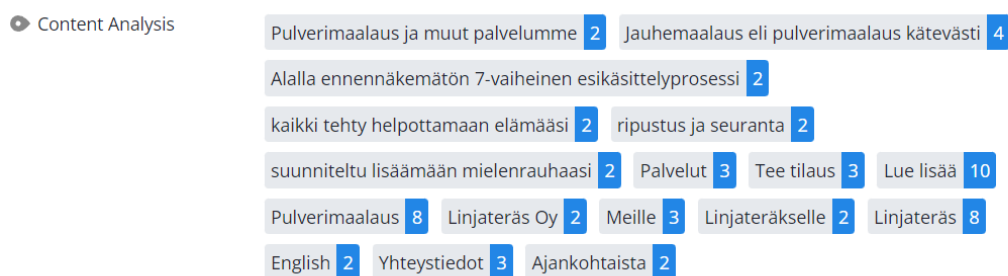 Content Analysis
Pulverimaalaus ja muut palvelumme 2 Jauhemaalaus eli pulverimaalaus kätevästi 4
Alalla ennennäkemätön 7-vaiheinen esikäsittelyprosessi 2
kaikki tehty helpottamaan elämääsi 2 ripustus ja seuranta 2
suunniteltu lisäämään mielenrauhaasi 2 Palvelut 3 Tee tilaus 3 Lue lisää 10
Pulverimaalaus 8 Linjateräs Oy 2 Meille 3 Linjateräkselle 2 Linjateräs 8
English 2 Yhteystiedot 3 Ajankohtaista 2